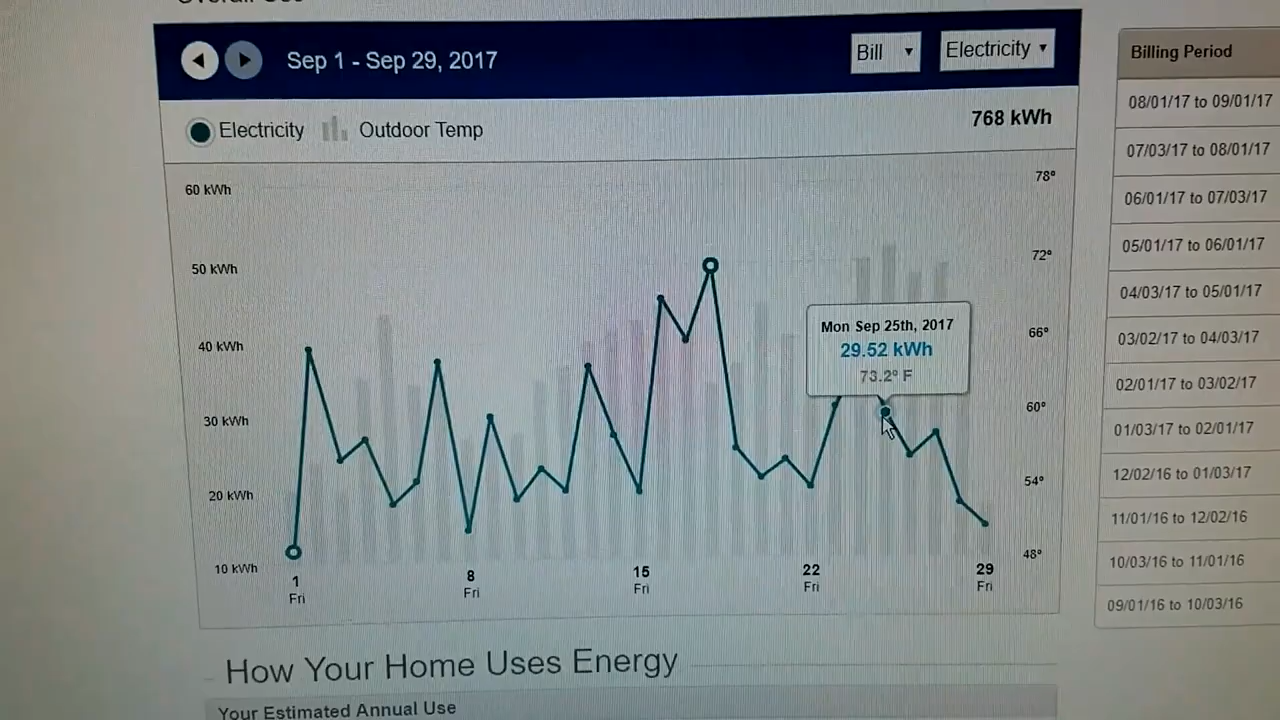 Overall Use
Sep 1 - Sep 29, 2017
Bill
Electricity
Electricity
Outdoor Temp
768 kWh
60 kWh
50 kWh
40 kWh
30 kWh
20 kWh
10 kWh
78°
72°
66°
60°
54°
48°
Mon Sep 25th, 2017
29.52 kWh
73.2° F
1
Fri
8
Fri
15
Fri
22
Fri
29
Fri
How Your Home Uses Energy
Your Estimated Annual Use
Billing Period
08/01/17 to 09/01/17
07/03/17 to 08/01/17
06/01/17 to 07/03/17
05/01/17 to 06/01/17
04/03/17 to 05/01/17
03/02/17 to 04/03/17
02/01/17 to 03/02/17
01/03/17 to 02/01/17
12/02/16 to 01/03/17
11/01/16 to 12/02/16
10/03/16 to 11/01/16
09/01/16 to 10/03/16